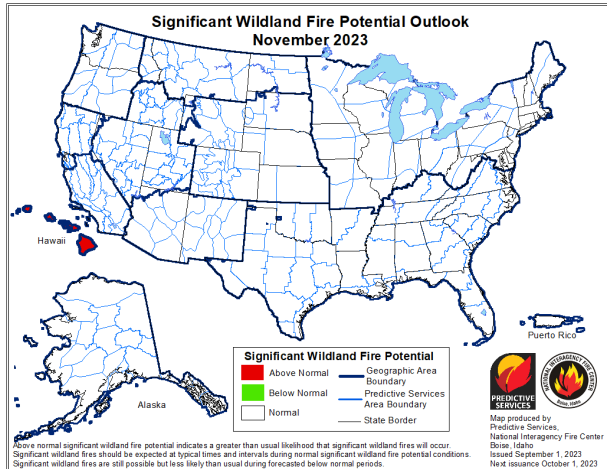 Significant Wildland Fire Potential Outlook
November 2023
Hawaii
Alaska
Puerto Rico
Significant Wildland Fire Potential
Above Normal
Below Normal
Normal
Geographic Area
Boundary
Predictive Services
Area Boundary
State Border
PREDICTIVE
SERVICES
NATIONAL INTERAGENCY FIRE CENTER
Boise, Idaho
Map produced by
Predictive Services,
National Interagency Fire Center
Boise, Idaho
Issued September 1, 2023
Next issuance October 1, 2023
Above normal significant wildland fire potential indicates a greater than usual likelihood that significant wildland fires will occur.
Significant wildland fires should be expected at typical times and intervals during normal significant wildland fire potential conditions.
Significant wildland fires are still possible but less likely than usual during forecasted below normal periods.